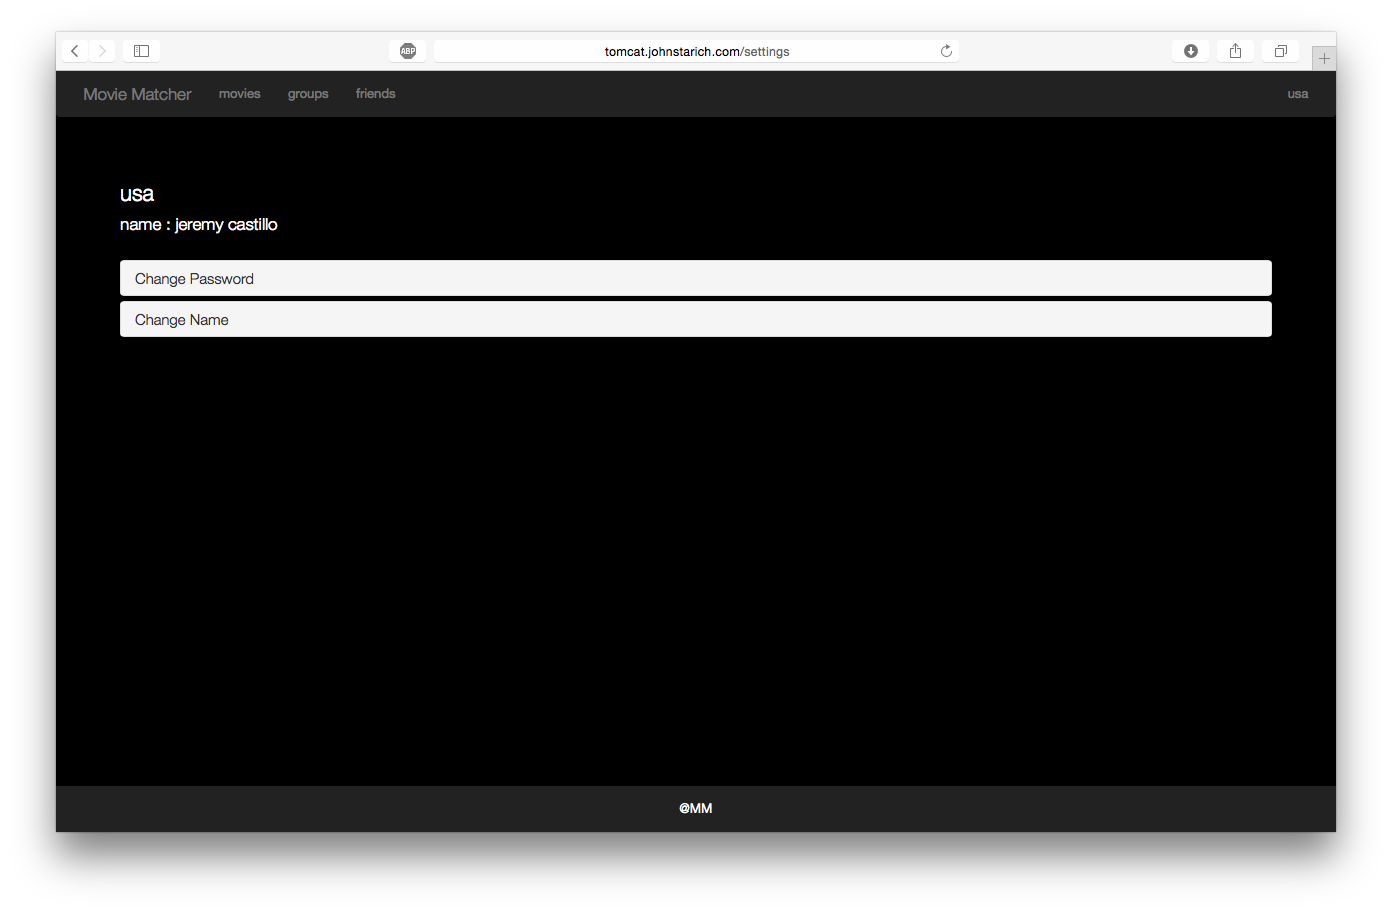 ABP
tomcat.johnstarich.com/settings
Movie Matcher movies groups friends usa
usa
name : jeremy castillo
Change Password
Change Name
@MM